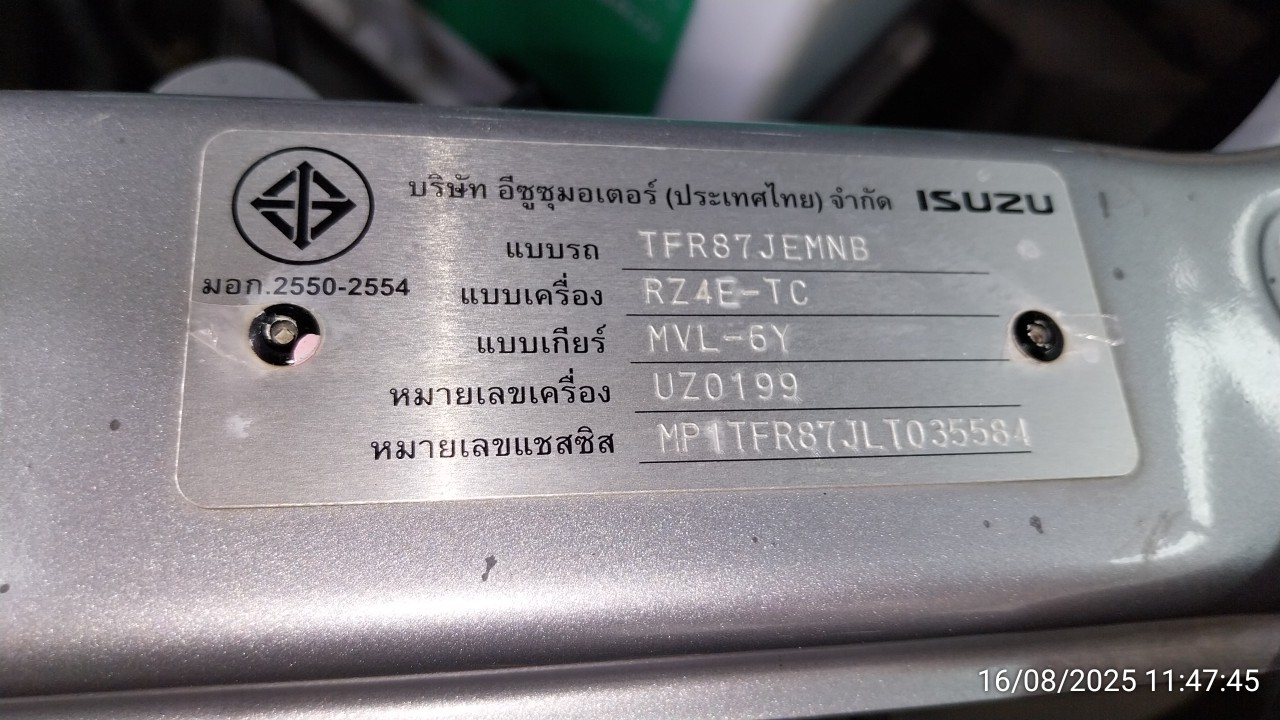 บริษัท อีซูซุมอเตอร์ (ประเทศไทย) จำกัด ISUZU
มอก.2550-2554
แบบรถ TFR87JEMNB
แบบเครื่อง RZ4E-TC
แบบเกียร์ MVL-6Y
หมายเลขเครื่อง UZ0199
หมายเลขแชสซิส MP1TFR87JLT035584
16/08/2025 11:47:45